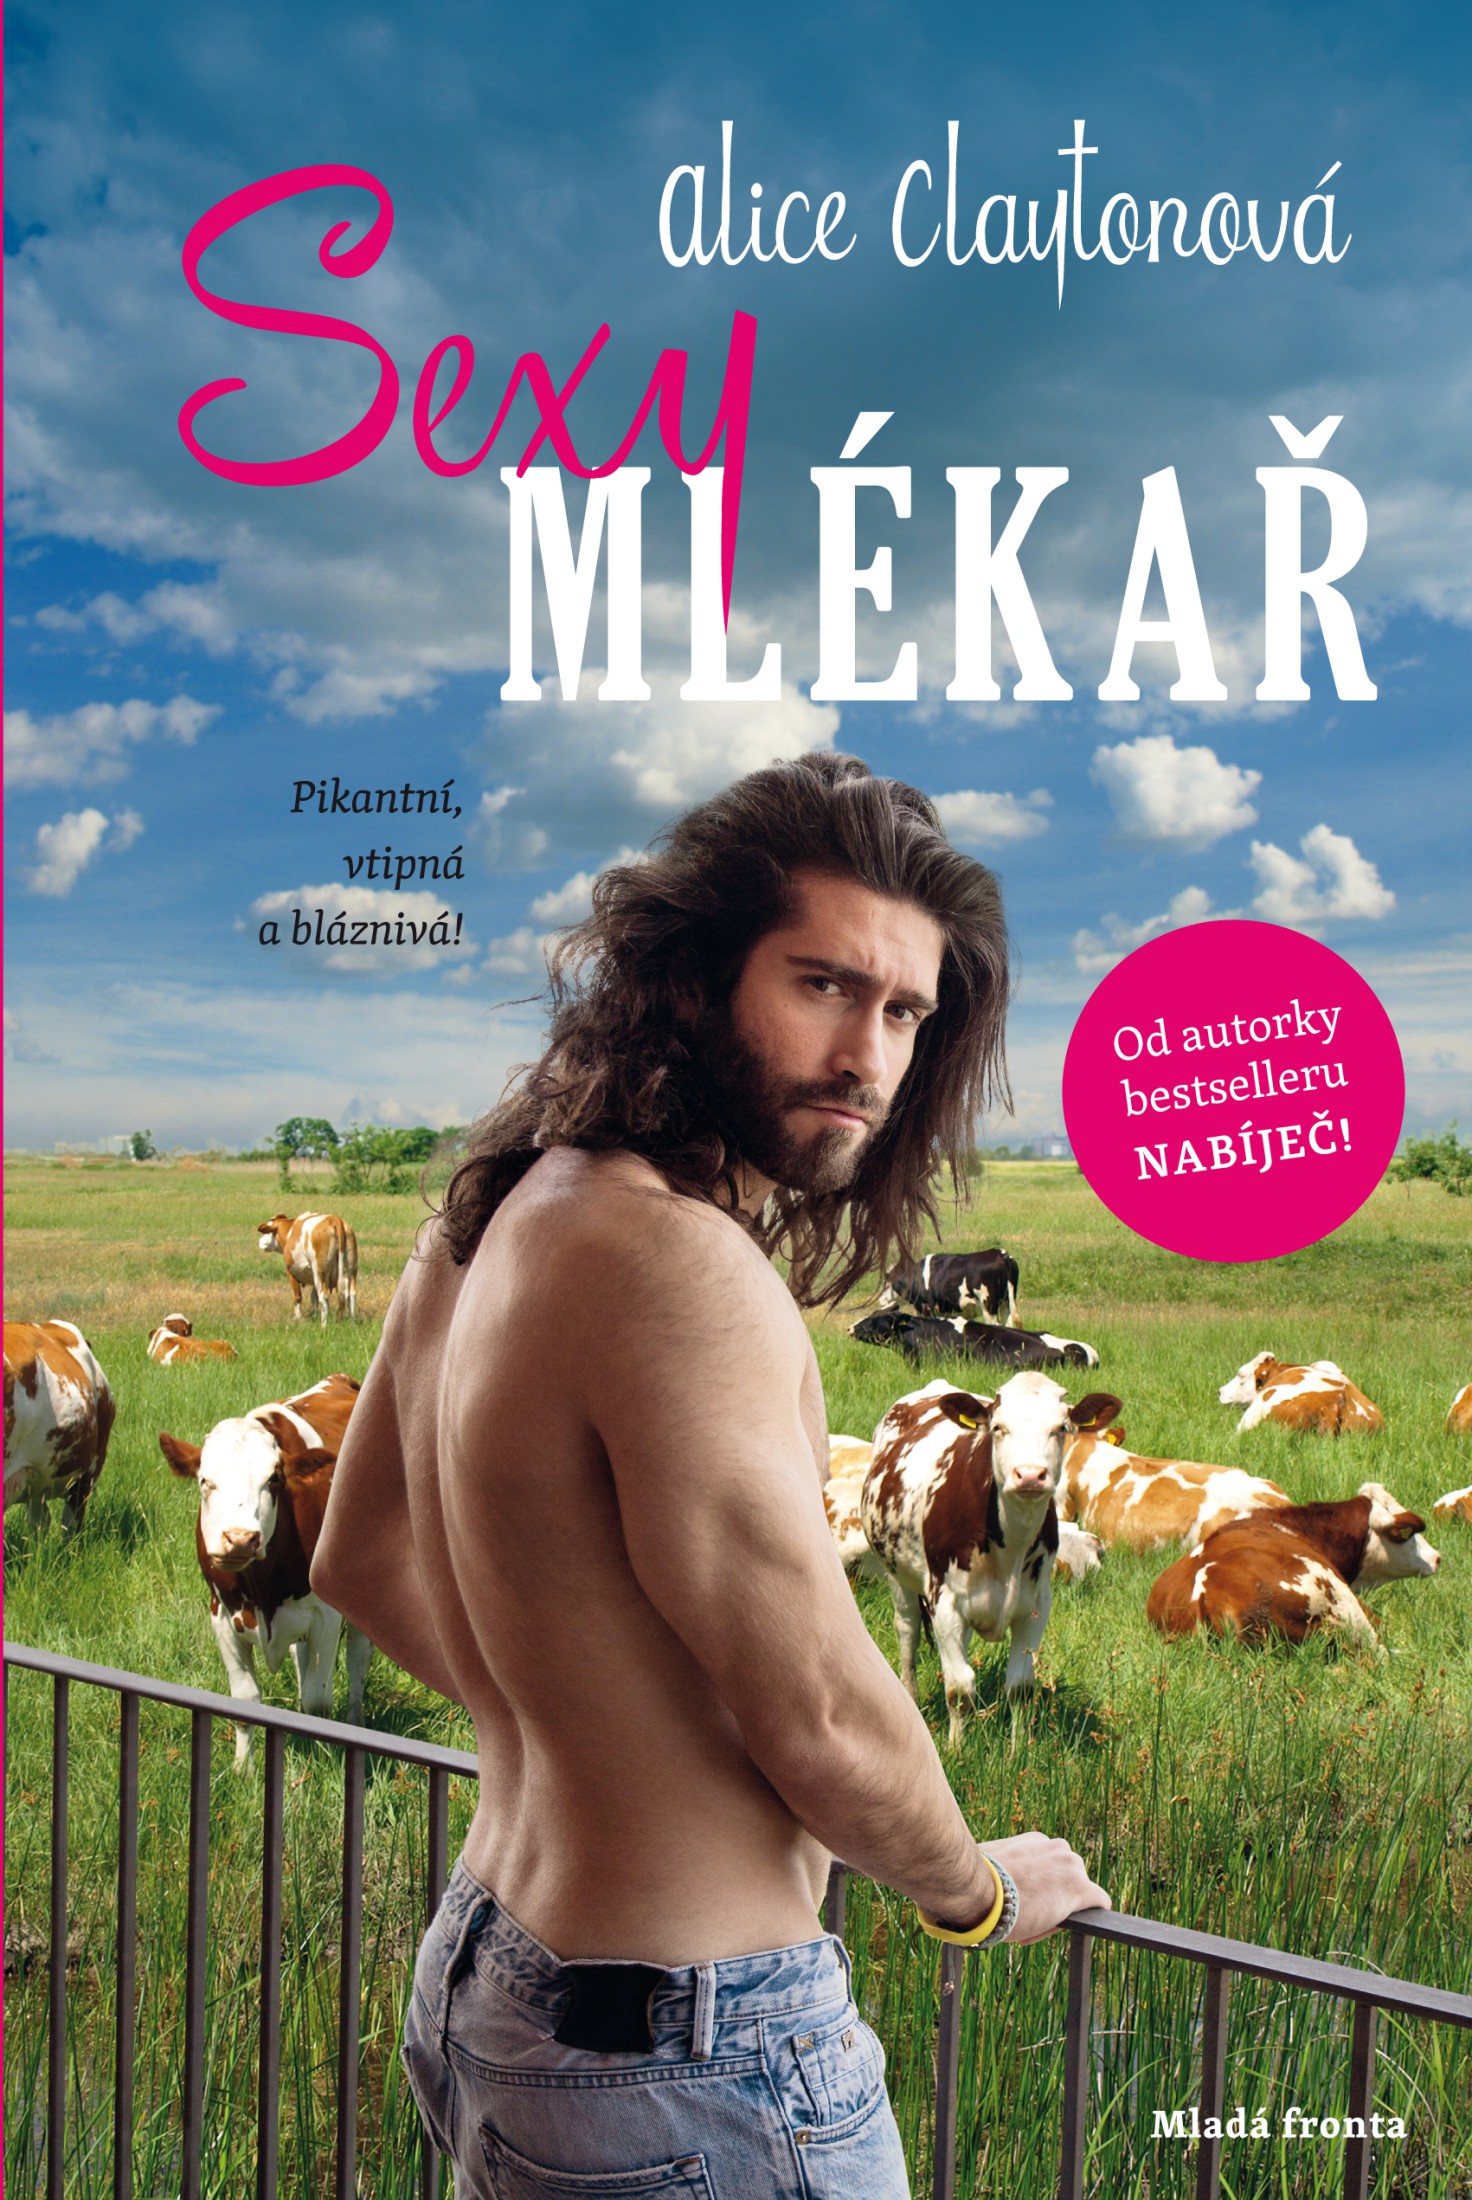 Alice Claytonová
Sexy
MLÉKAŘ
Pikantní,
vtipná
a bláznivá!
Od autorky
bestselleru
NABÍJEČ!
Mladá fronta